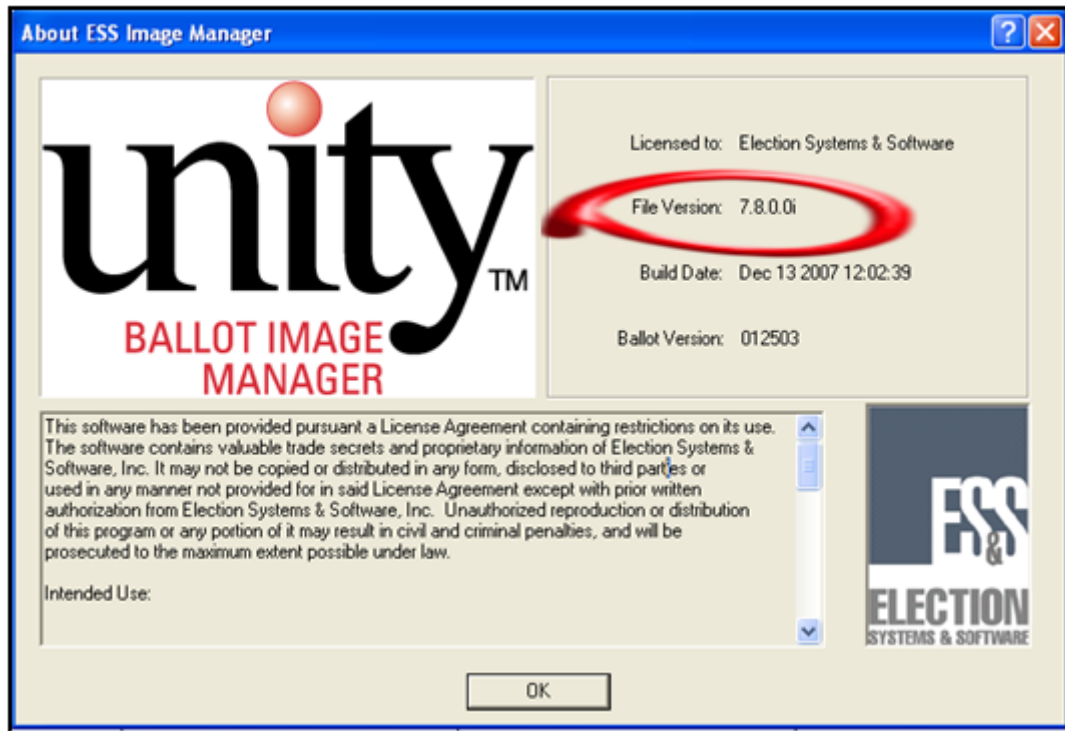 About ESS Image Manager
unity TM
BALLOT IMAGE
MANAGER
Licensed to: Election Systems & Software
File Version: 7.8.0.0i
Build Date: Dec 13 2007 12:02:39
Ballot Version: 012503
This software has been provided pursuant a License Agreement containing restrictions on its use.
The software contains valuable trade secrets and proprietary information of Election Systems &
Software, Inc. It may not be copied or distributed in any form, disclosed to third parties or
used in any manner not provided for in said License Agreement except with prior written
authorization from Election Systems & Software, Inc.  Unauthorized reproduction or distribution
of this program or any portion of it may result in civil and criminal penalties, and will be
prosecuted to the maximum extent possible under law.
Intended Use:
ES&S
ELECTION
SYSTEMS & SOFTWARE
OK